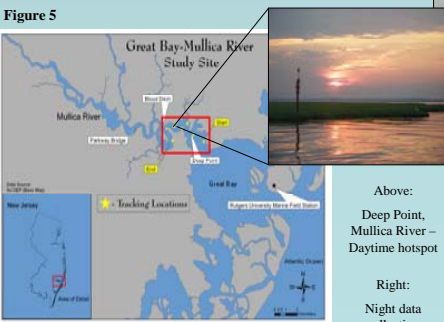 Figure 5
Great Bay-Mullica River
Study Site
Mullica River
Parkway Bridge
Start
End
Deep Point
Great Bay
Rutgers University Marine Field Station
- Tracking Locations
New Jersey
Area of Detail
Atlantic Ocean
Above:
Deep Point,
Mullica River –
Daytime hotspot
Right:
Night data